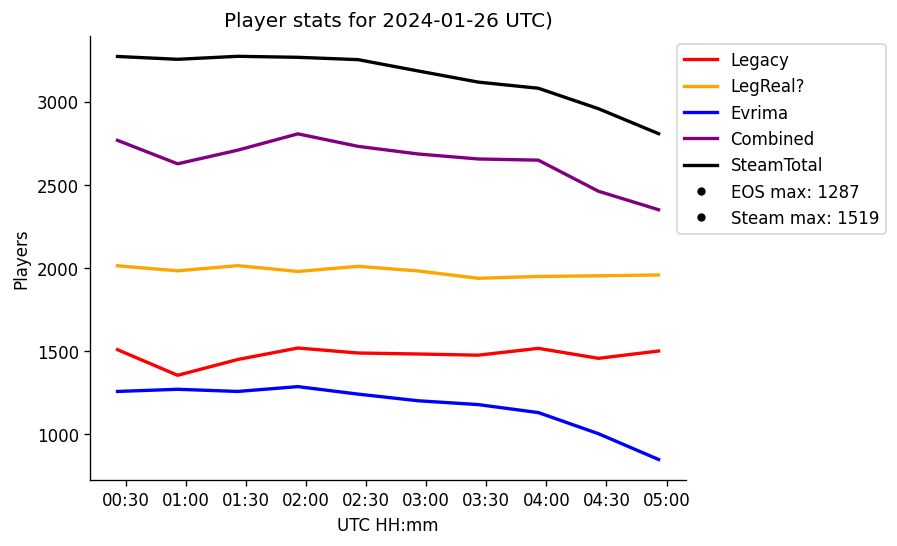 Player stats for 2024-01-26 UTC)
Legacy
LegReal?
Evrima
Combined
SteamTotal
EOS max: 1287
Steam max: 1519
Players
3000
2500
2000
1500
1000
00:30 01:00 01:30 02:00 02:30 03:00 03:30 04:00 04:30 05:00
UTC HH:mm